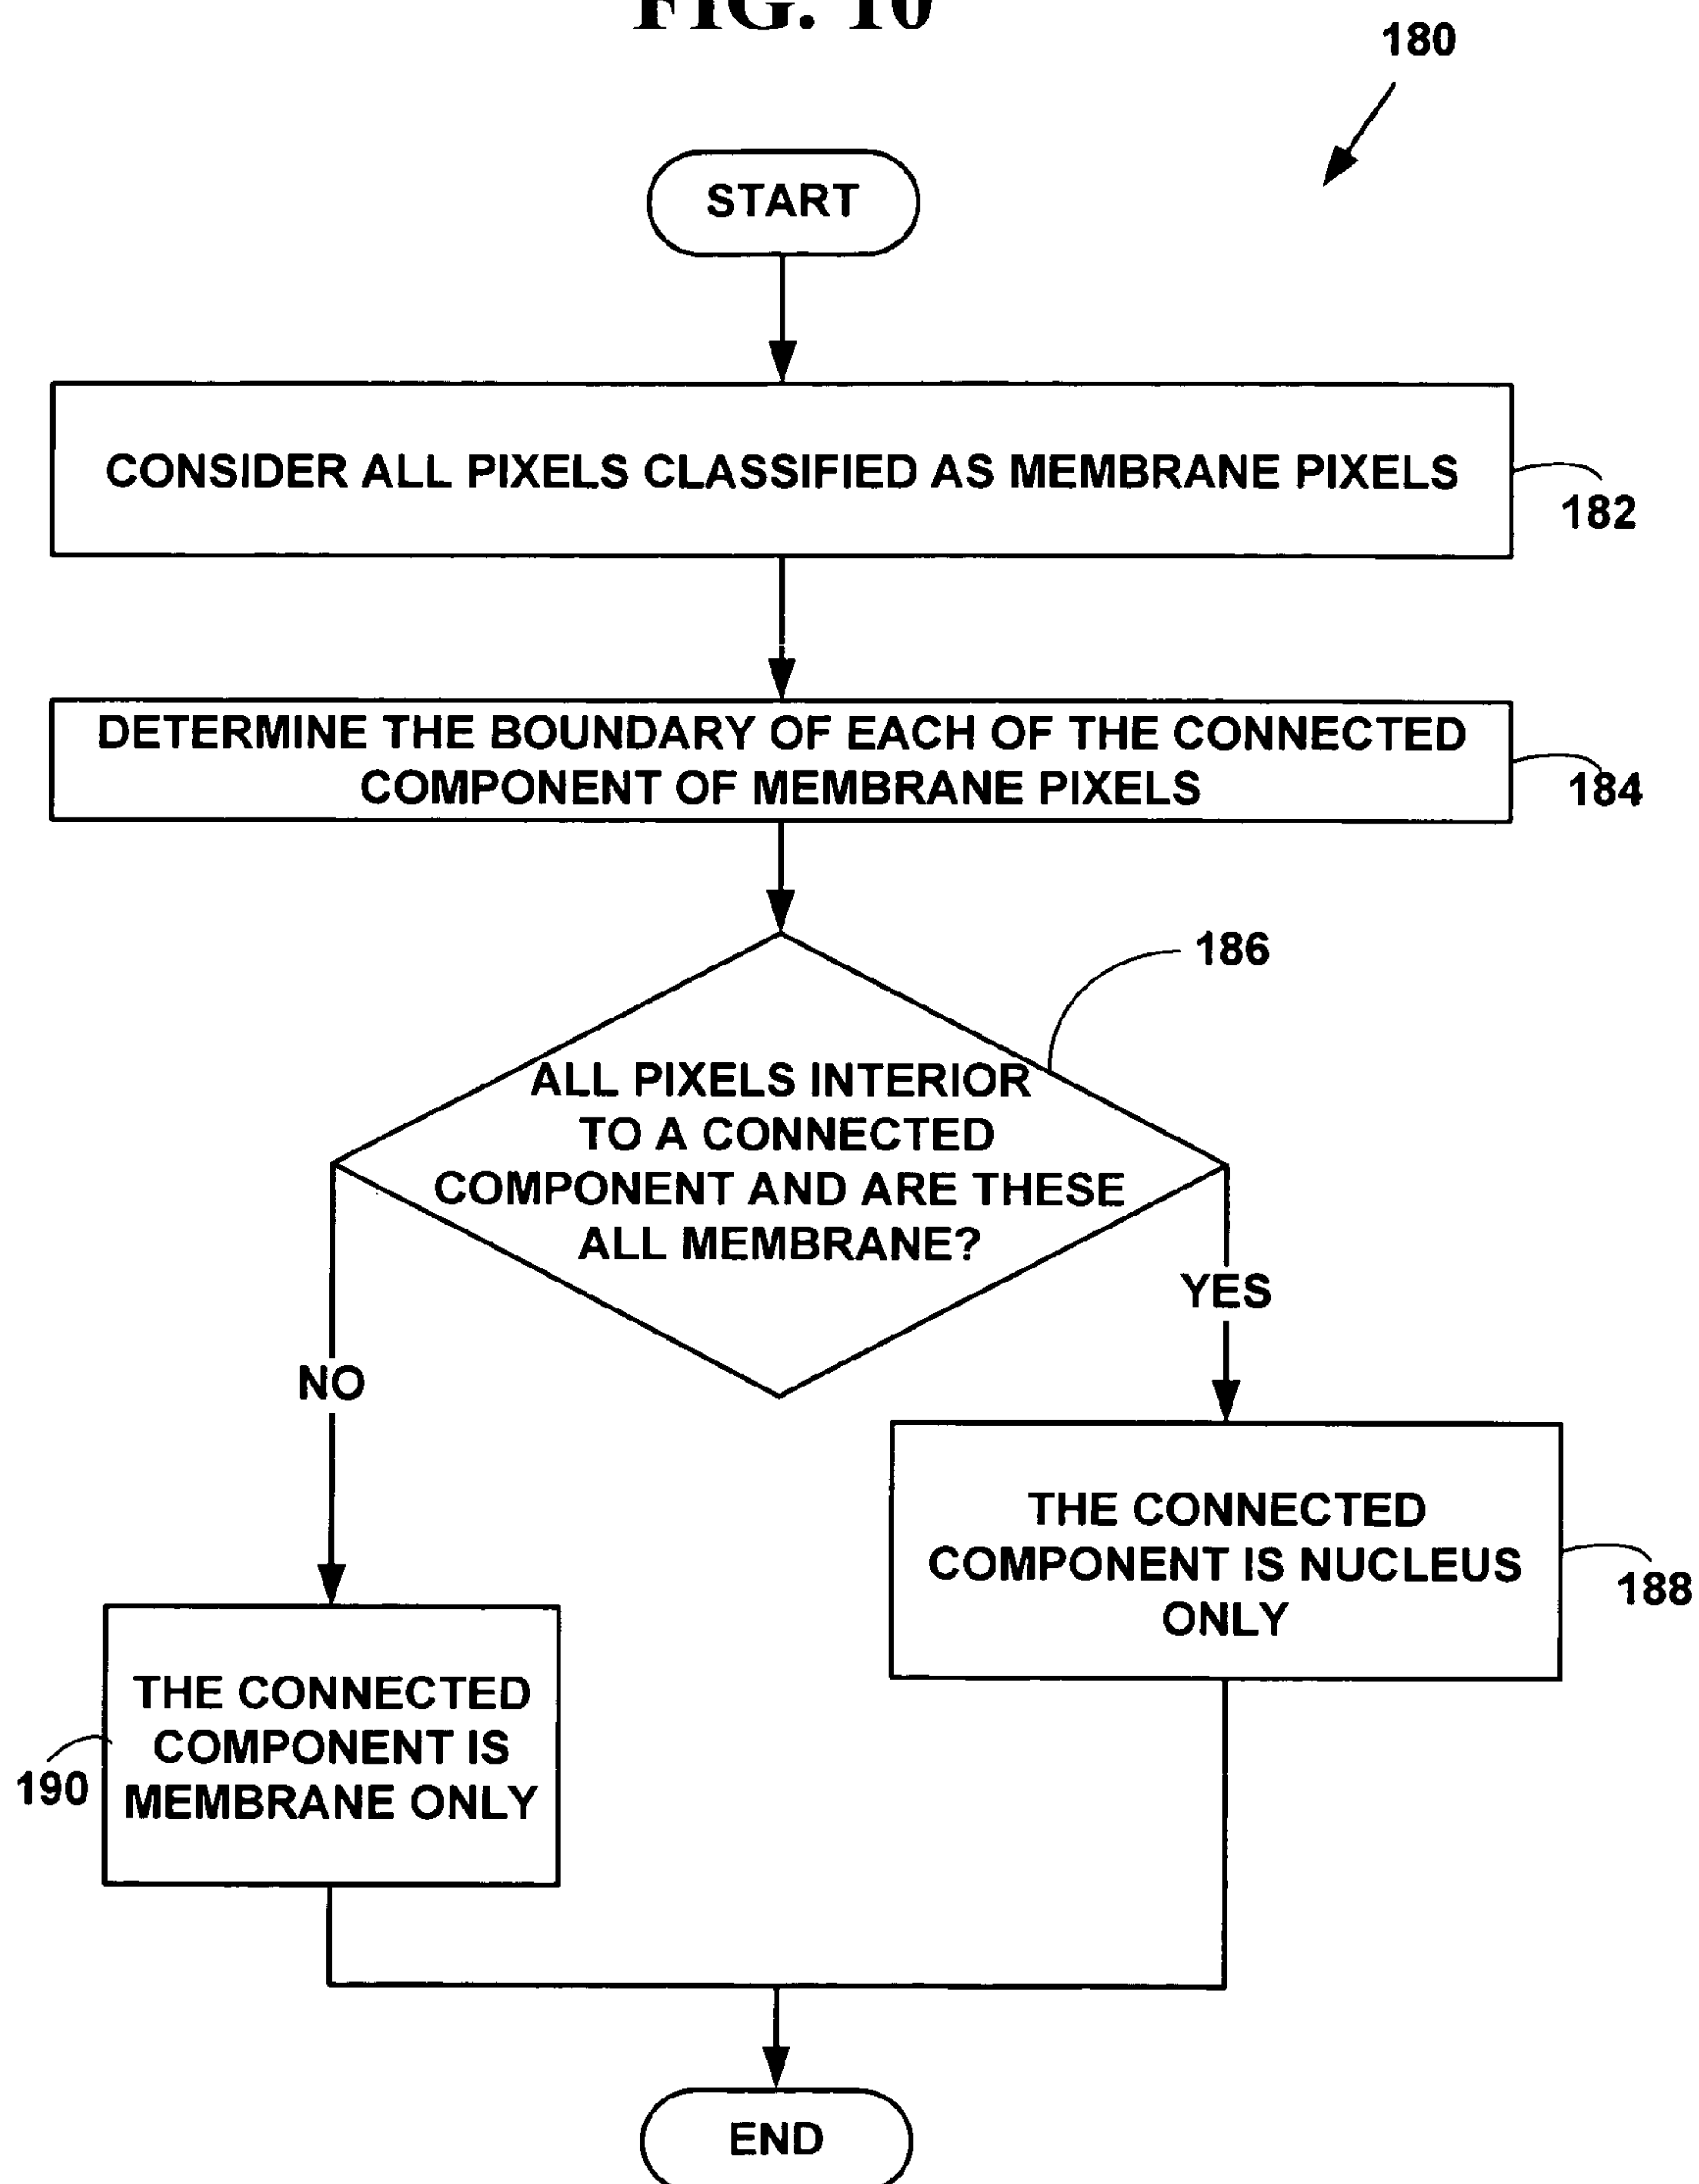 FIG. 10
180
START
CONSIDER ALL PIXELS CLASSIFIED AS MEMBRANE PIXELS
182
DETERMINE THE BOUNDARY OF EACH OF THE CONNECTED
COMPONENT OF MEMBRANE PIXELS
184
186
ALL PIXELS INTERIOR
TO A CONNECTED
COMPONENT AND ARE THESE
ALL MEMBRANE?
YES
NO
THE CONNECTED
COMPONENT IS NUCLEUS
ONLY
188
THE CONNECTED
COMPONENT IS
MEMBRANE ONLY
190
END